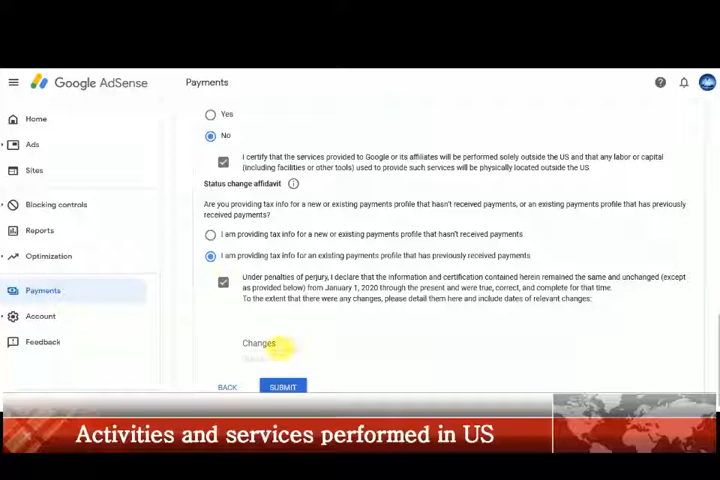 Google AdSense
Payments
Home
Ads
Sites
Blocking controls
Reports
Optimization
Payments
Account
Feedback
Yes
No
I certify that the services provided to Google or its affiliates will be performed solely outside the US and that any labor or capital
(including facilities or other tools) used to provide such services will be physically located outside the US
Status change affidavit
Are you providing tax info for a new or existing payments profile that hasn't received payments, or an existing payments profile that has previously
received payments?
I am providing tax info for a new or existing payments profile that hasn't received payments
I am providing tax info for an existing payments profile that has previously received payments
Under penalties of perjury, I declare that the information and certification contained herein remained the same and unchanged (except
as provided below) from January 1, 2020 through the present and were true, correct, and complete for that time.
To the extent that there were any changes, please detail them here and include dates of relevant changes:
Changes
BACK
SUBMIT
Activities and services performed in US